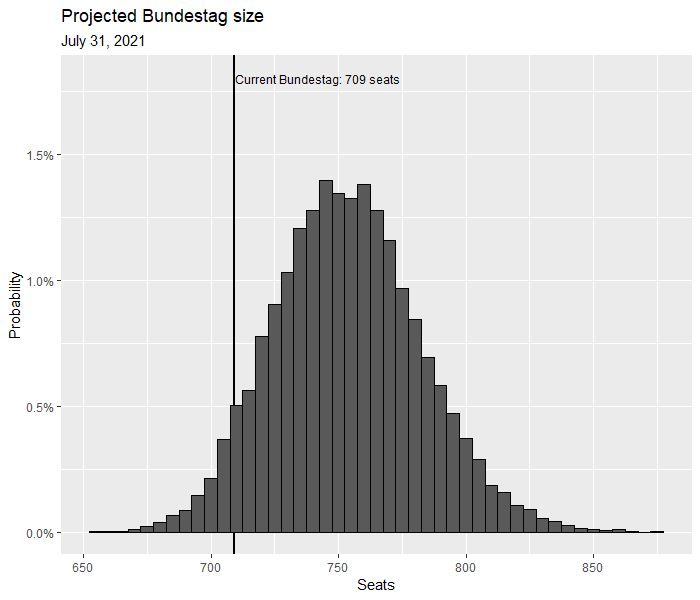 Projected Bundestag size
July 31, 2021
Current Bundestag: 709 seats
1.5%
1.0%
0.5%
0.0%
Probability
650 700 750 800 850
Seats